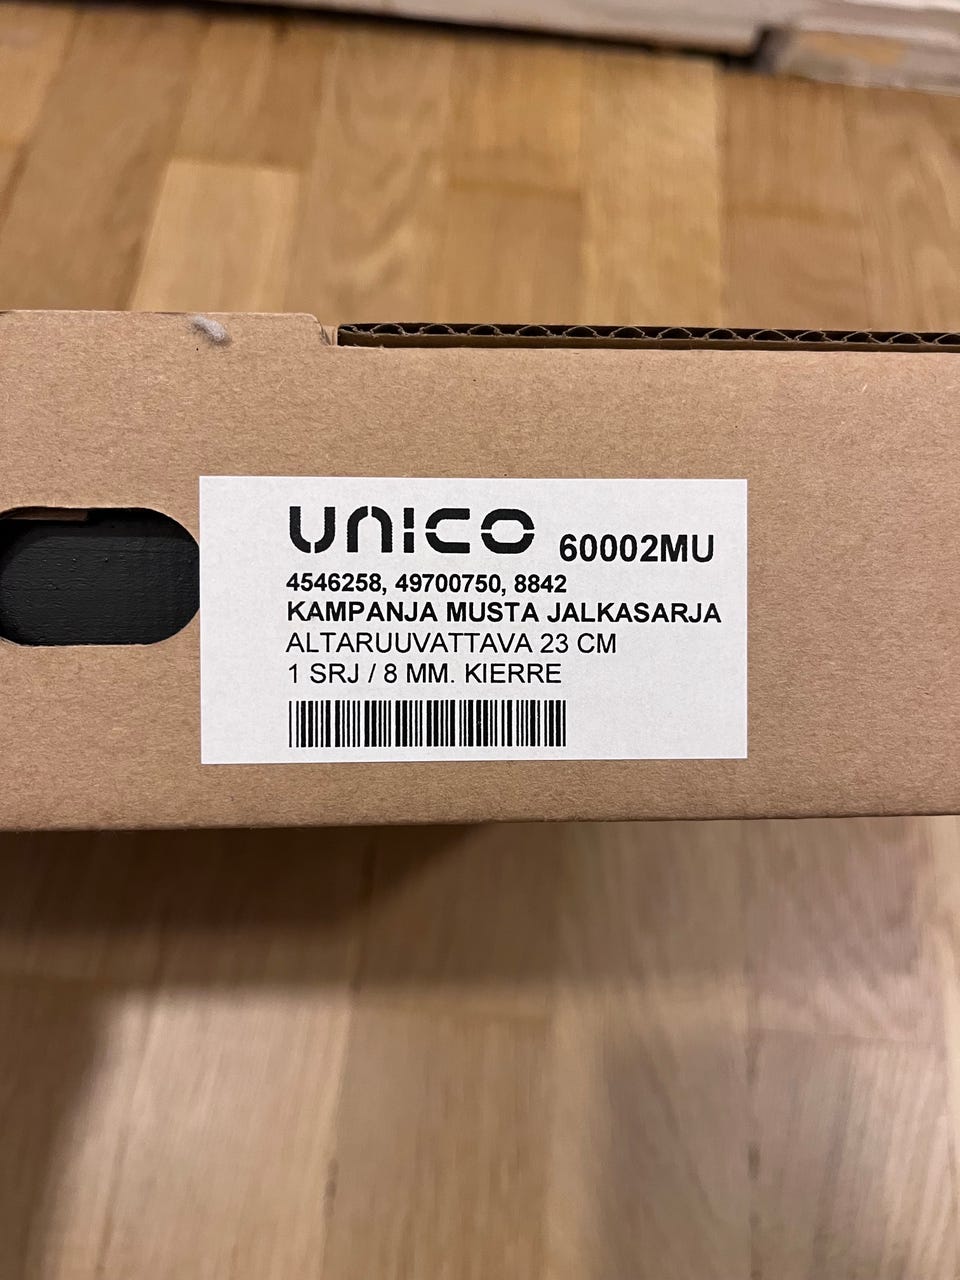 UNICO 60002MU
4546258, 49700750, 8842
KAMPANJA MUSTA JALKASARJA
ALTARUUVATTAVA 23 CM
1 SRJ / 8 MM. KIERRE